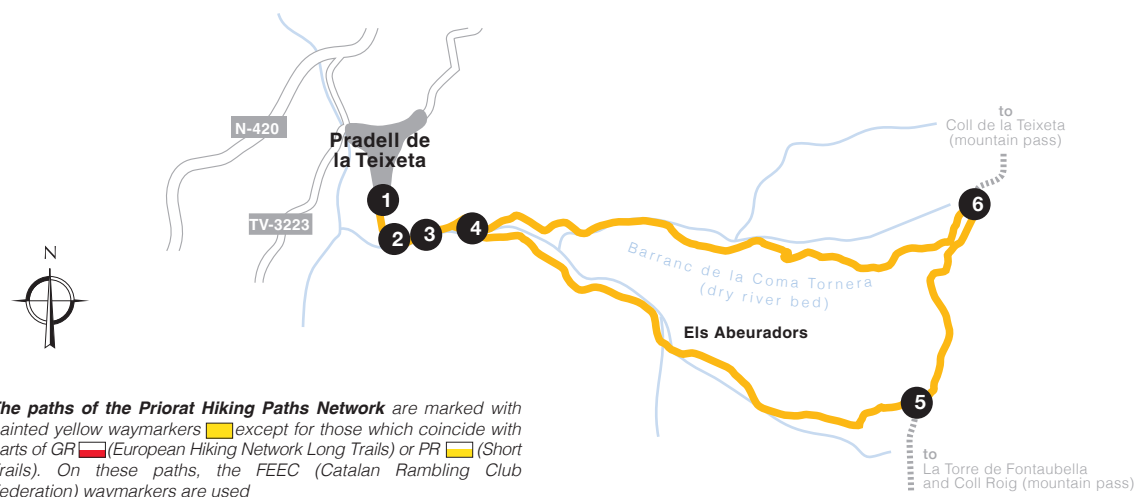 N-420
Pradell de
la Teixeta
TV-3223
1
2
3
4
5
6
to
Coll de la Teixeta
(mountain pass)
Barranc de la Coma Tornera
(dry river bed)
Els Abeuradors
N
to
La Torre de Fontaubella
and Coll Roig (mountain pass)
he paths of the Priorat Hiking Paths Network are marked with
ainted yellow waymarkers except for those which coincide with
arts of GR (European Hiking Network Long Trails) or PR (Short
rails). On these paths, the FEEC (Catalan Rambling Club
ederation) waymarkers are used